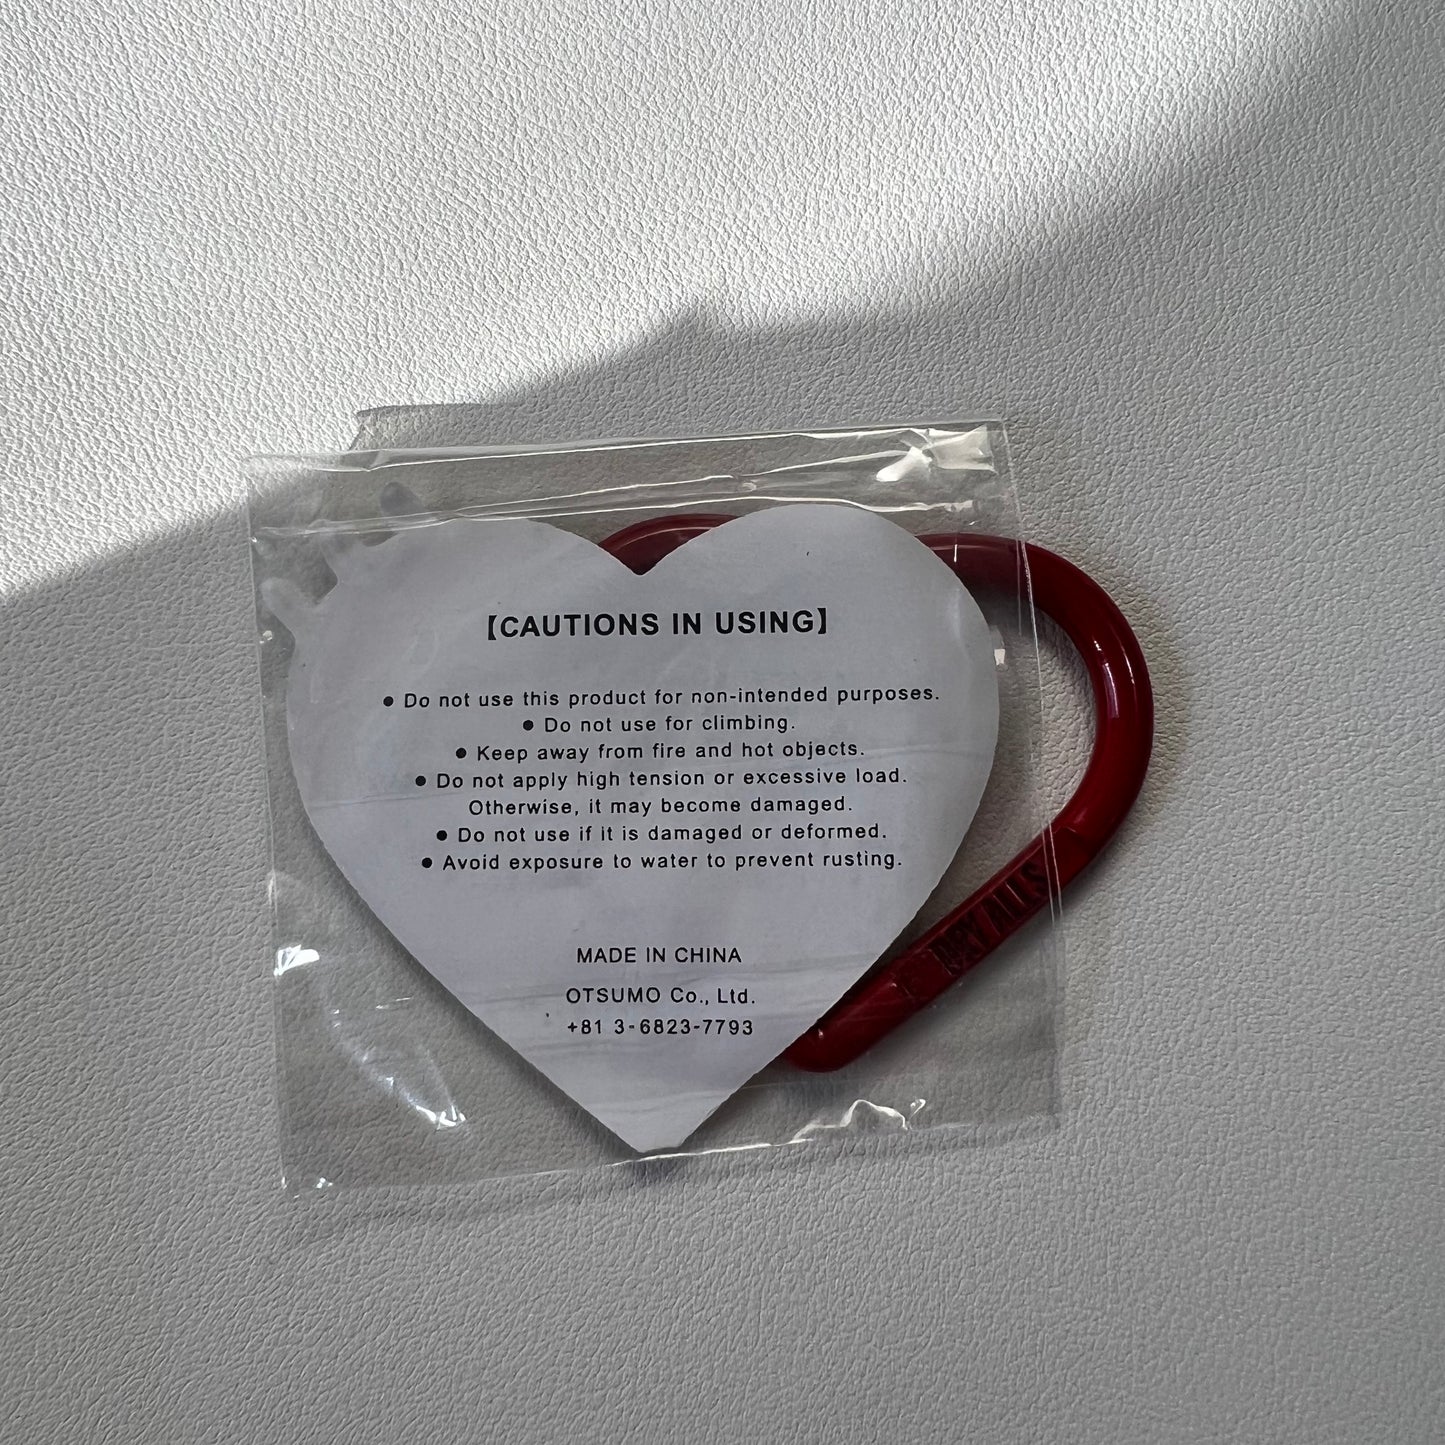 【CAUTIONS IN USING】
● Do not use this product for non-intended purposes.
● Do not use for climbing.
● Keep away from fire and hot objects.
● Do not apply high tension or excessive load.
Otherwise, it may become damaged.
● Do not use if it is damaged or deformed.
● Avoid exposure to water to prevent rusting.
MADE IN CHINA
OTSUMO Co., Ltd.
+81 3-6823-7793